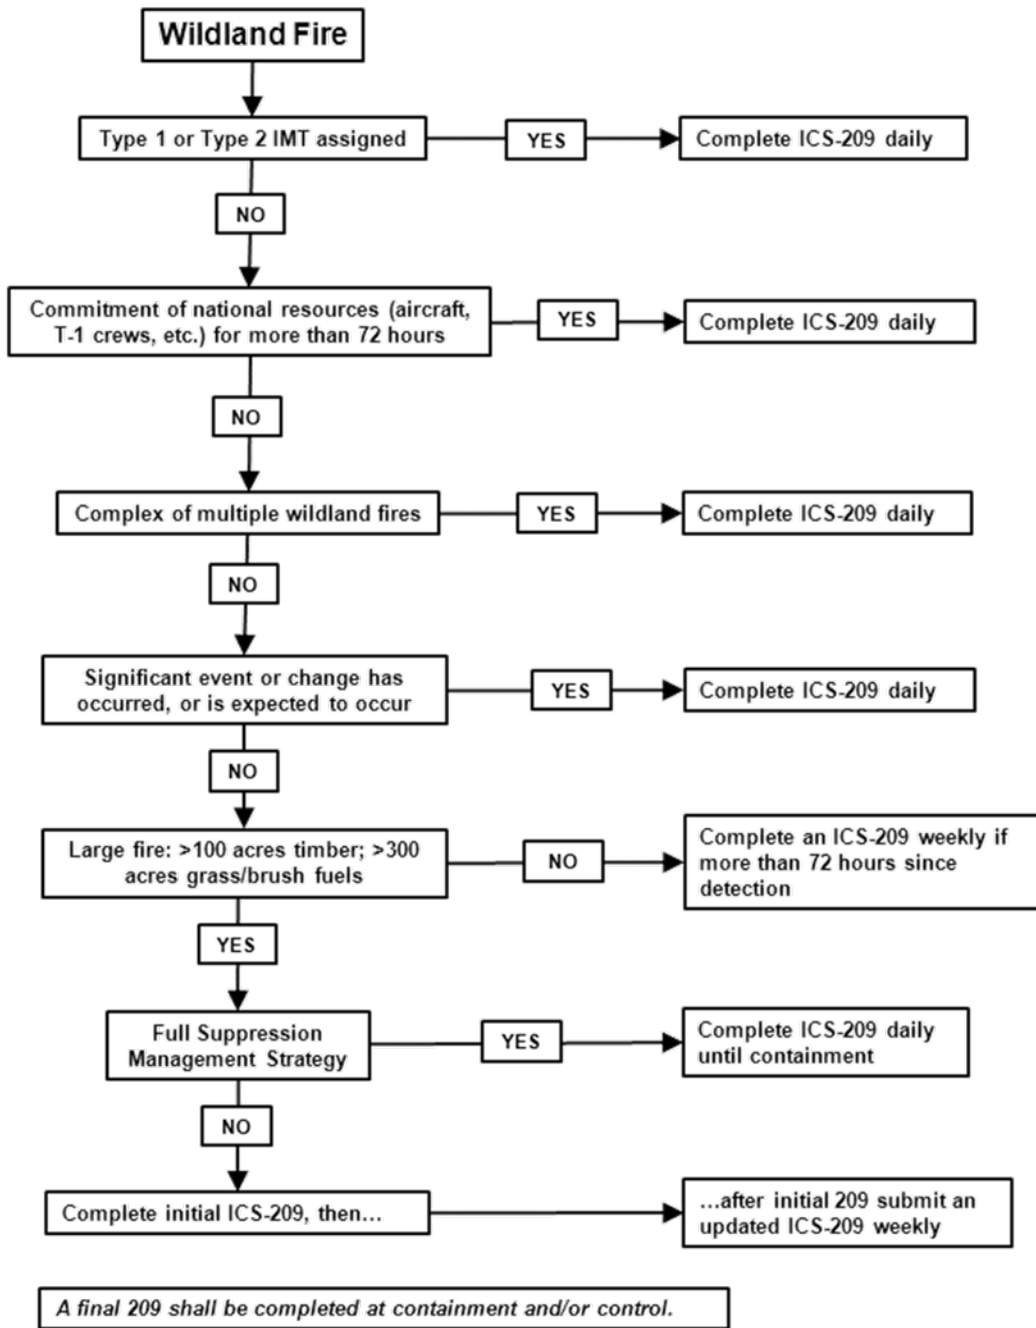 Wildland Fire
Type 1 or Type 2 IMT assigned
YES
Complete ICS-209 daily
NO
Commitment of national resources (aircraft,
T-1 crews, etc.) for more than 72 hours
YES
Complete ICS-209 daily
NO
Complex of multiple wildland fires
YES
Complete ICS-209 daily
NO
Significant event or change has
occurred, or is expected to occur
YES
Complete ICS-209 daily
NO
Large fire: >100 acres timber; >300
acres grass/brush fuels
NO
Complete an ICS-209 weekly if
more than 72 hours since
detection
YES
Full Suppression
Management Strategy
YES
Complete ICS-209 daily
until containment
NO
Complete initial ICS-209, then...
...after initial 209 submit an
updated ICS-209 weekly
A final 209 shall be completed at containment and/or control.